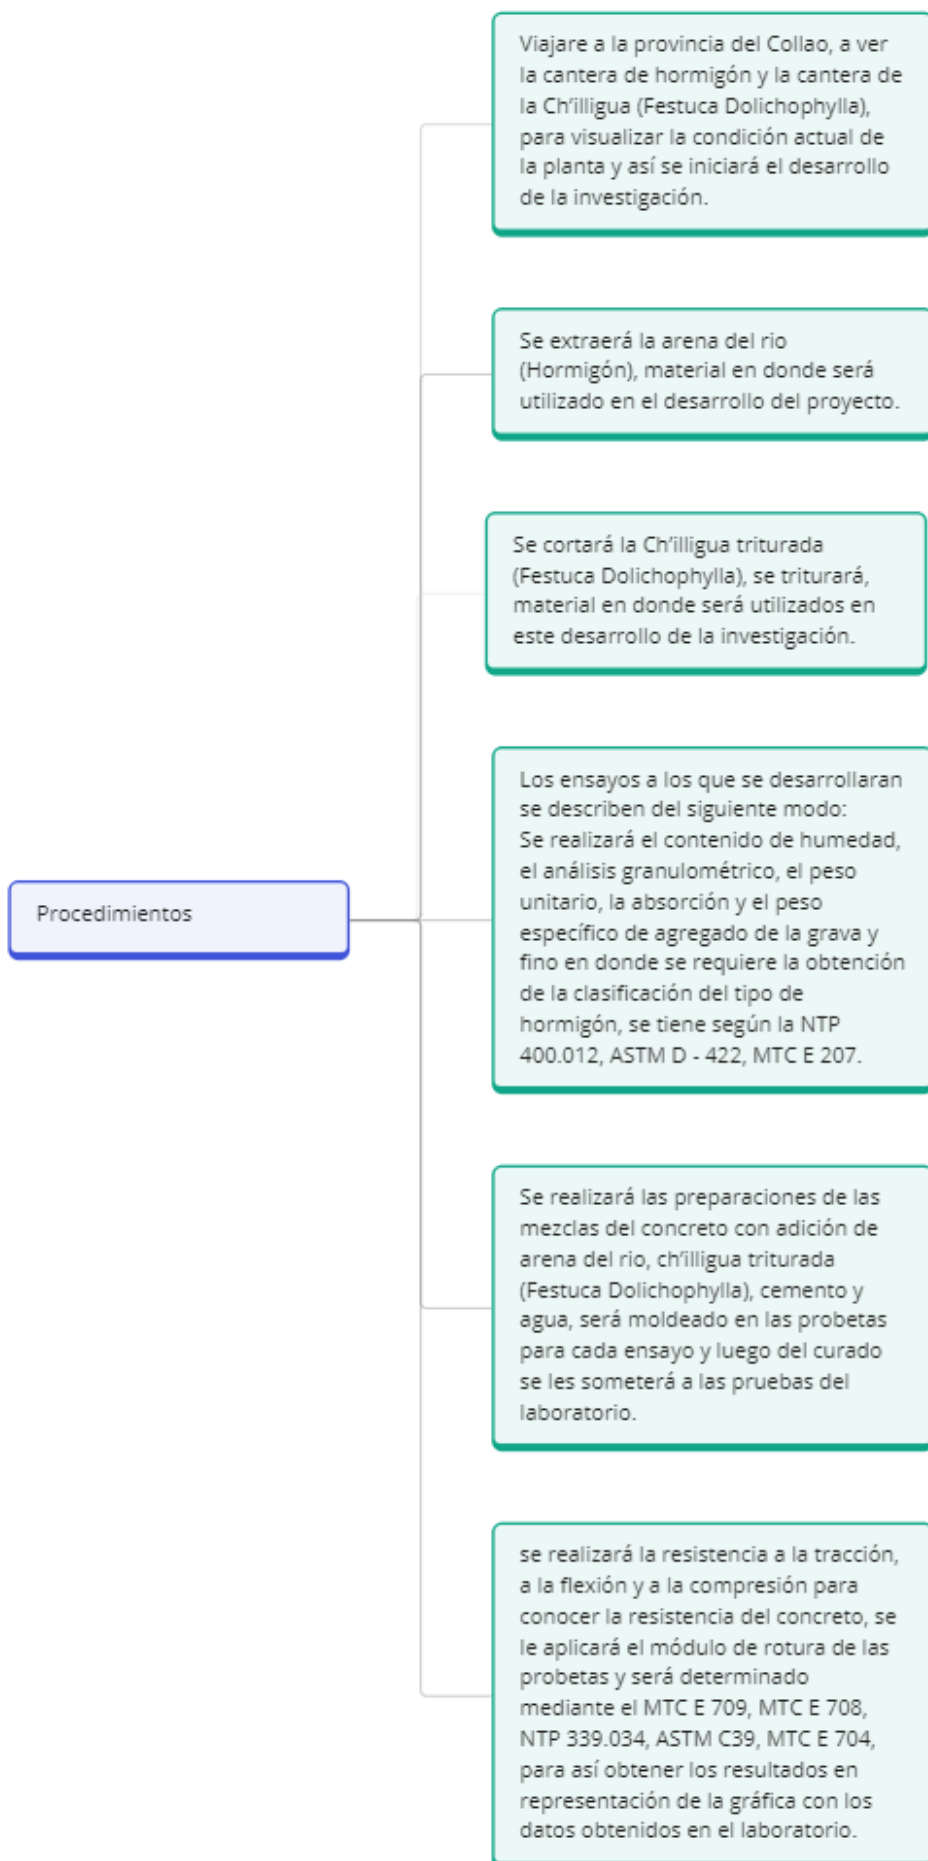 Viajare a la provincia del Collao, a ver
la cantera de hormigón y la cantera de
la Ch'illigua (Festuca Dolichophylla),
para visualizar la condición actual de
la planta y así se iniciará el desarrollo
de la investigación.
Se extraerá la arena del rio
(Hormigón), material en donde será
utilizado en el desarrollo del proyecto.
Se cortará la Ch'illigua triturada
(Festuca Dolichophylla), se triturará,
material en donde será utilizados en
este desarrollo de la investigación.
Procedimientos
Los ensayos a los que se desarrollaran
se describen del siguiente modo:
Se realizará el contenido de humedad,
el análisis granulométrico, el peso
unitario, la absorción y el peso
específico de agregado de la grava y
fino en donde se requiere la obtención
de la clasificación del tipo de
hormigón, se tiene según la NTP
400.012, ASTM D - 422, MTC E 207.
Se realizará las preparaciones de las
mezclas del concreto con adición de
arena del rio, ch'illigua triturada
(Festuca Dolichophylla), cemento y
agua, será moldeado en las probetas
para cada ensayo y luego del curado
se les someterá a las pruebas del
laboratorio.
se realizará la resistencia a la tracción,
a la flexión y a la compresión para
conocer la resistencia del concreto, se
le aplicará el módulo de rotura de las
probetas y será determinado
mediante el MTC E 709, MTC E 708,
NTP 339.034, ASTM C39, MTC E 704,
para así obtener los resultados en
representación de la gráfica con los
datos obtenidos en el laboratorio.